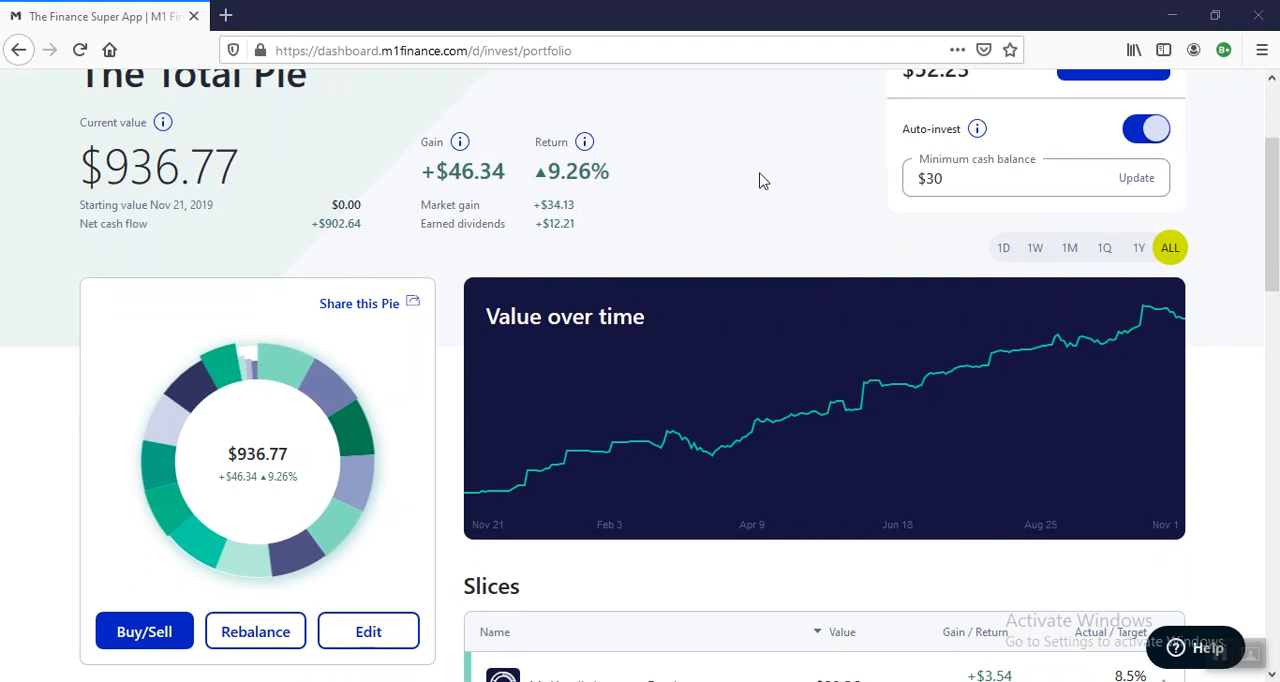 The Finance Super App | M1 Fin
https://dashboard.m1finance.com/d/invest/portfolio
The Total Pie
Current value
$936.77
Starting value Nov 21, 2019 $0.00
Net cash flow +$902.64
Gain
+$46.34
Return
▲9.26%
Market gain +$34.13
Earned dividends +$12.21
$52.25
Auto-invest
Minimum cash balance
$30 Update
1D 1W 1M 1Q 1Y ALL
Share this Pie
$936.77
+$46.34 ▲9.26%
Buy/Sell Rebalance Edit
Value over time
Nov 21 Feb 3 Apr 9 Jun 18 Aug 25 Nov 1
Slices
Name Value Gain / Return Actual / Target
+$3.54 8.5%
Activate Windows
Go to Settings to activate Windows.
Help